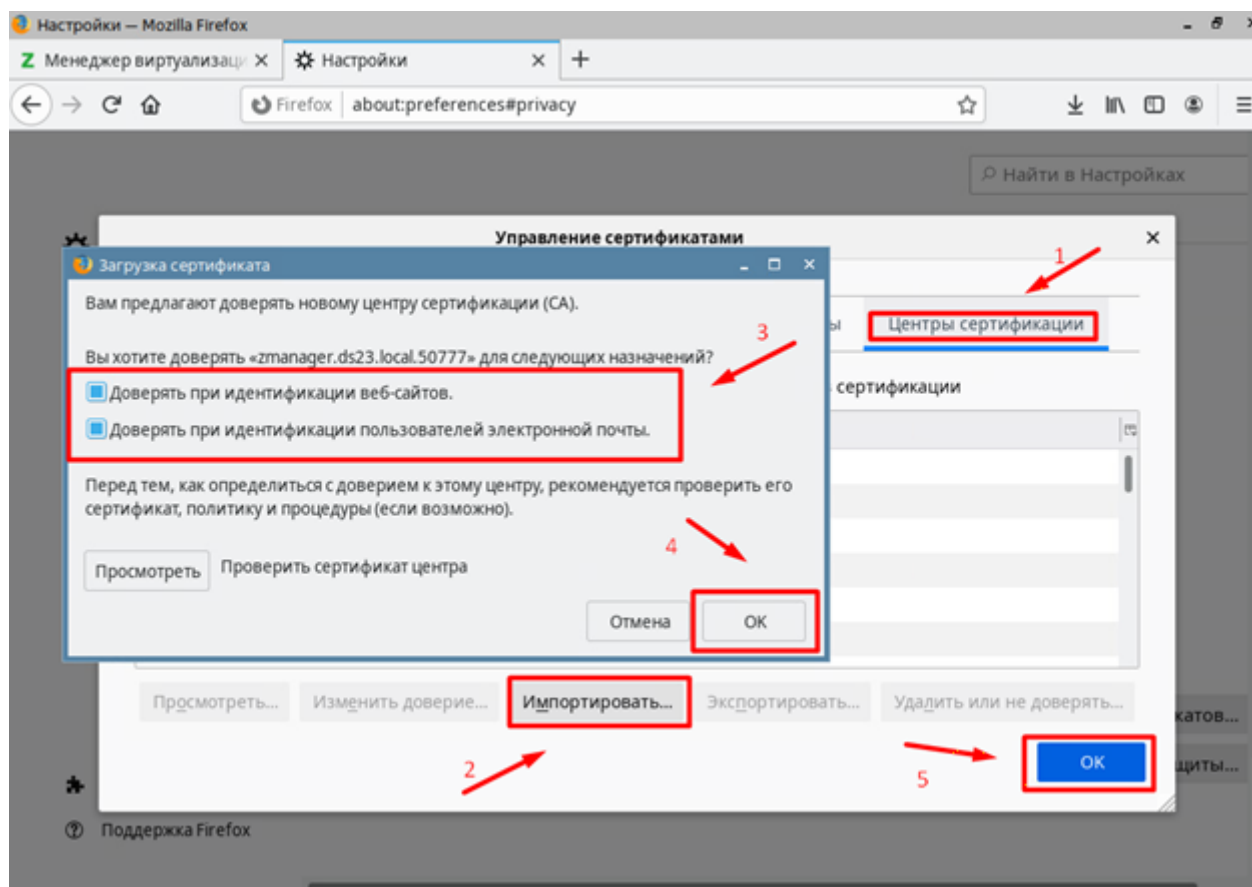 Настройки — Mozilla Firefox
Z Менеджер виртуализаци
Настройки
Firefox about:preferences#privacy
Найти в Настройках
Управление сертификатами
1
Загрузка сертификата
Вам предлагают доверять новому центру сертификации (CA).
ы
Центры сертификации
3
Вы хотите доверять «zmanager.ds23.local.50777» для следующих назначений?
Доверять при идентификации веб-сайтов.
сертификации
Доверять при идентификации пользователей электронной почты.
Перед тем, как определиться с доверием к этому центру, рекомендуется проверить его
сертификат, политику и процедуры (если возможно).
4
Просмотреть Проверить сертификат центра
Отмена OK
Просмотреть... Изменить доверие... Импортировать... Экспортировать... Удалить или не доверять...
катов...
2
5
OK
щиты...
Поддержка Firefox